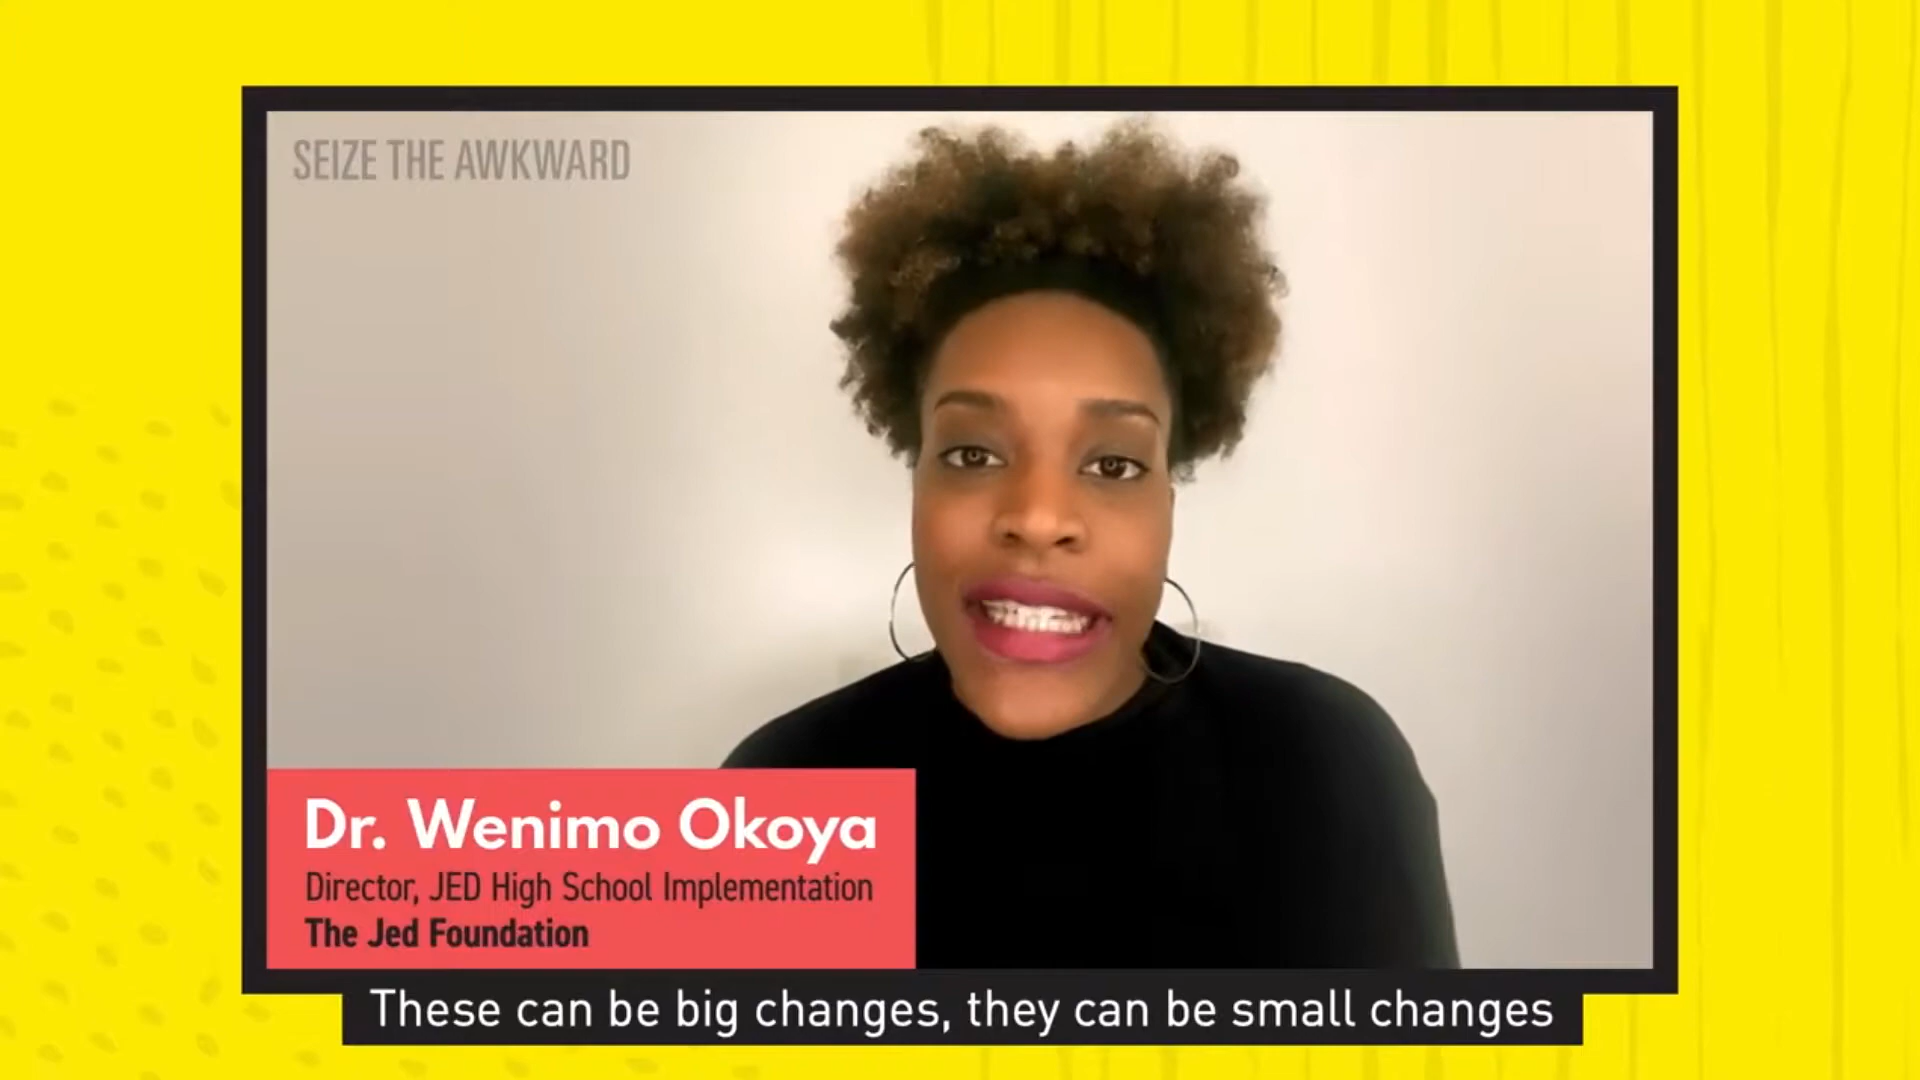 SEIZE THE AWKWARD
Dr. Wenimo Okoya
Director, JED High School Implementation
The Jed Foundation
These can be big changes, they can be small changes